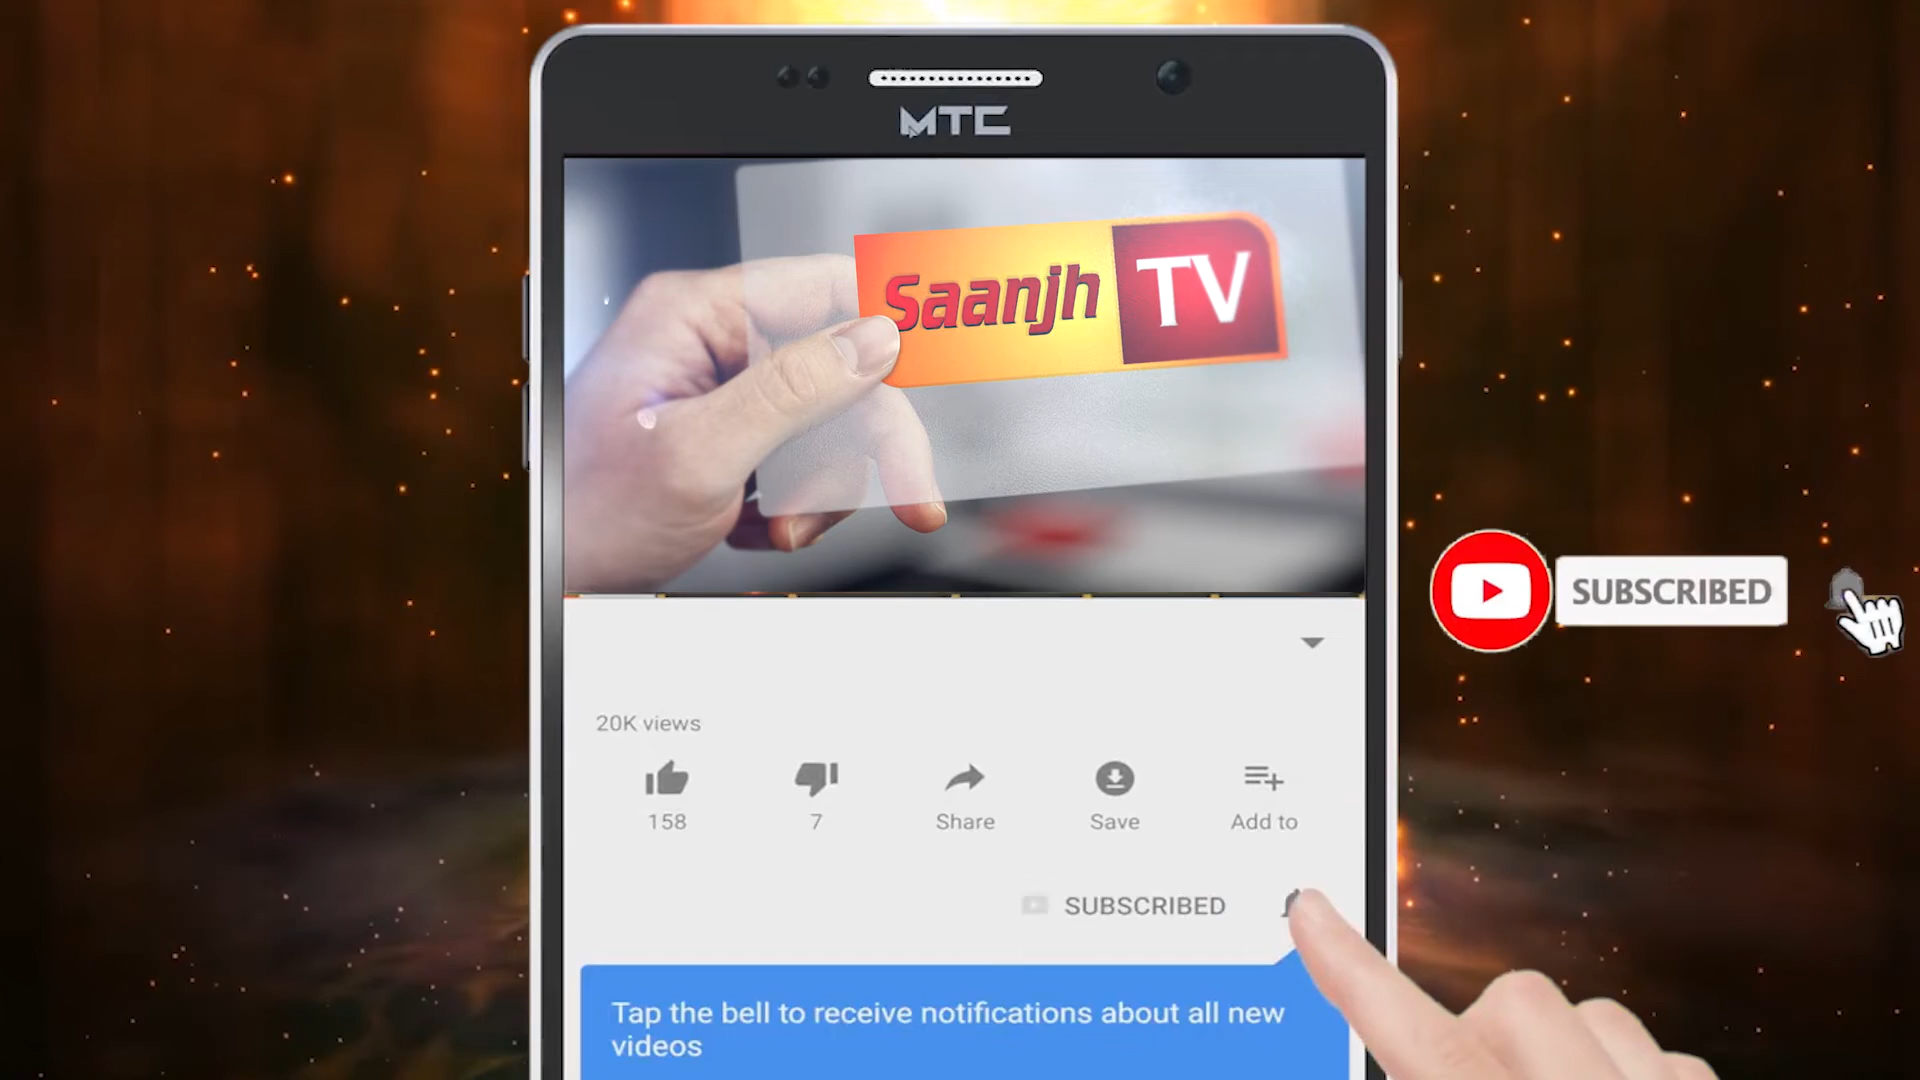 MTC
Saanjh TV
SUBSCRIBED
20K views
158
7
Share
Save
Add to
SUBSCRIBED
Tap the bell to receive notifications about all new
videos